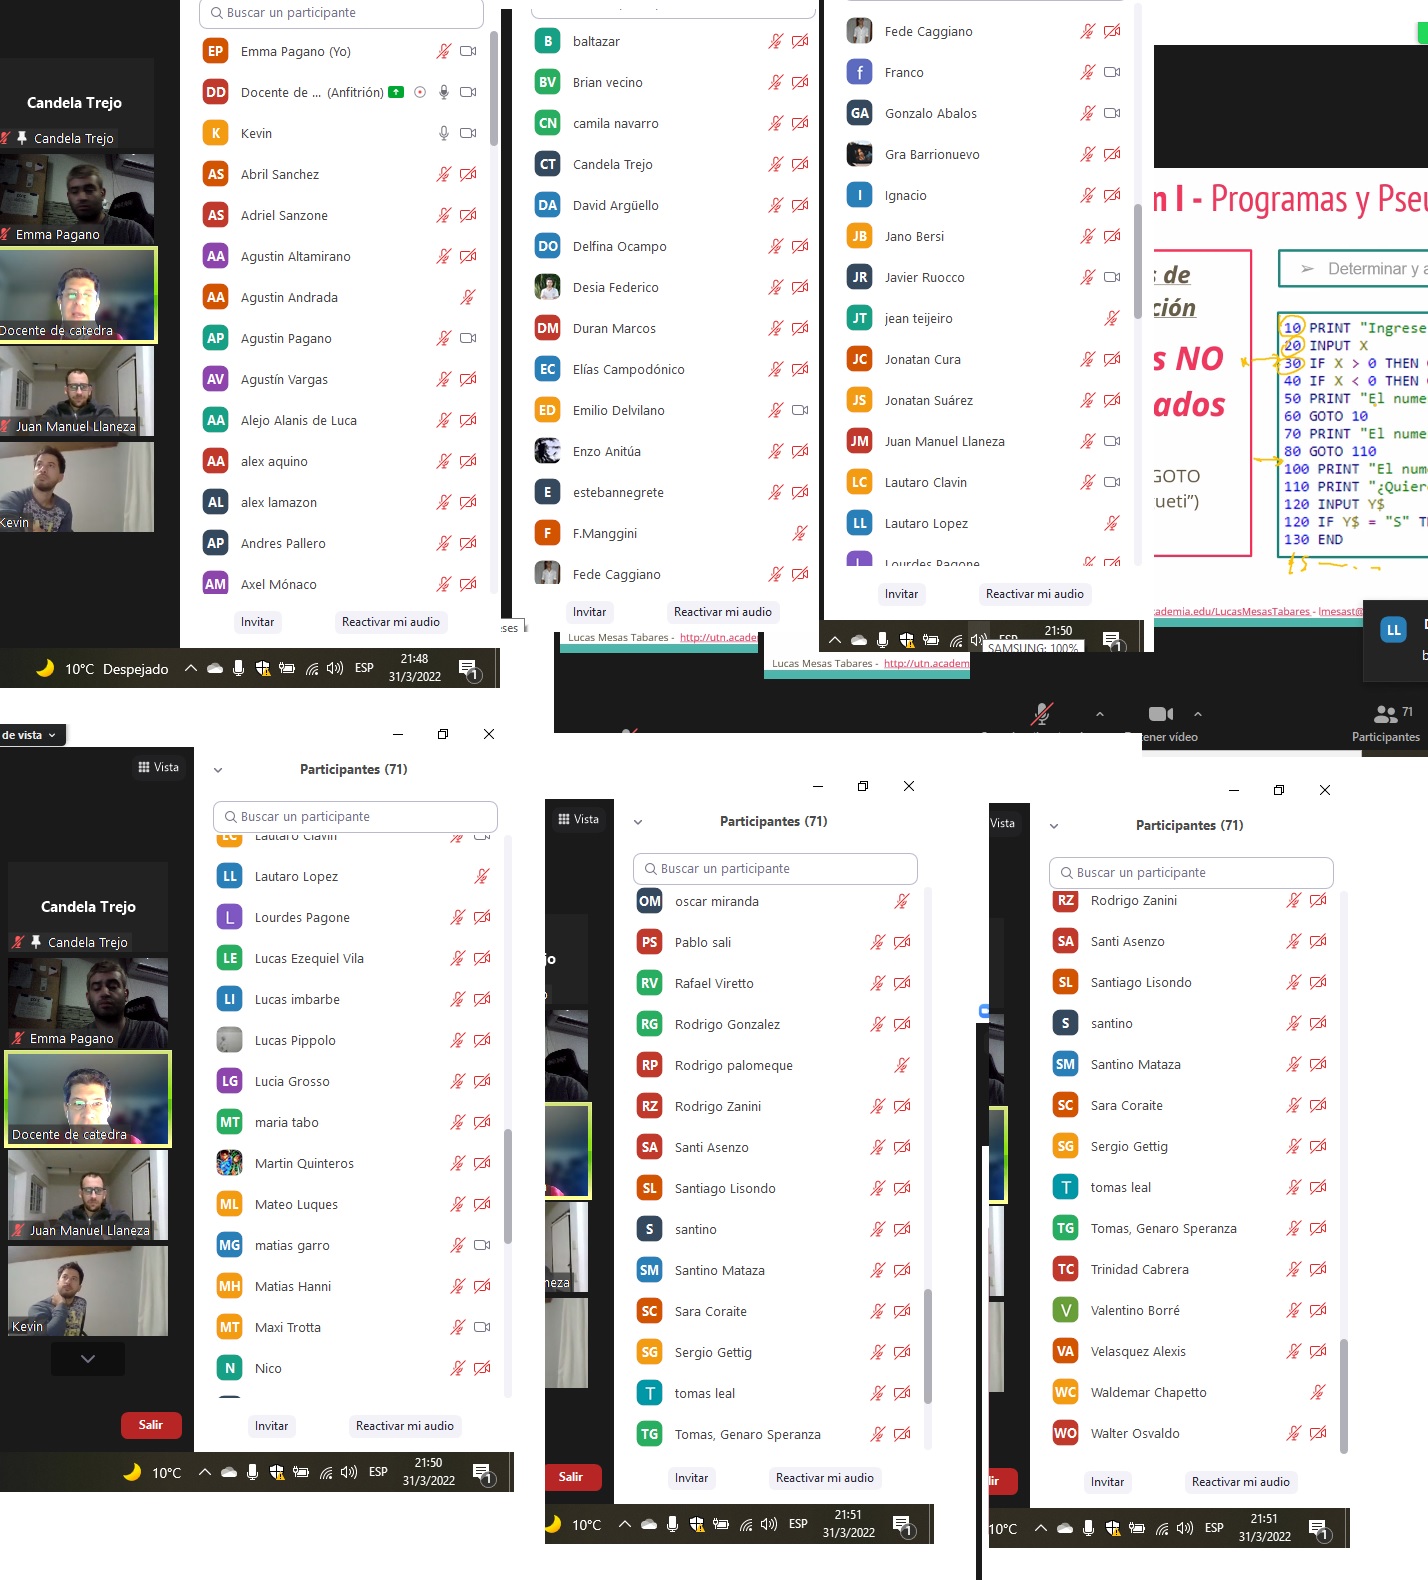 Candela Trejo
Candela Trejo
Emma Pagano
Docente de catedra
Juan Manuel Llaneza
Kevin
Buscar un participante
EP Emma Pagano (Yo)
DD Docente de ... (Anfitrión)
K Kevin
AS Abril Sanchez
AS Adriel Sanzone
AA Agustin Altamirano
AA Agustin Andrada
AP Agustin Pagano
AV Agustín Vargas
AA Alejo Alanis de Luca
AA alex aquino
AL alex lamazon
AP Andres Pallero
AM Axel Mónaco
Invitar Reactivar mi audio
10°C Despejado ESP 21:48
31/3/2022 1
B baltazar
BV Brian vecino
CN camila navarro
CT Candela Trejo
DA David Argüello
DO Delfina Ocampo
Desia Federico
DM Duran Marcos
EC Elías Campodónico
ED Emilio Delvilano
Enzo Anitúa
E estebannegrete
F F.Manggini
Fede Caggiano
Invitar Reactivar mi audio
Lucas Mesas Tabares - http://utn.acade
Lucas Mesas Tabares - http://utn.academ
Fede Caggiano
f Franco
GA Gonzalo Abalos
Gra Barrionuevo
I Ignacio
JB Jano Bersi
JR Javier Ruocco
JT jean teijeiro
JC Jonatan Cura
JS Jonatan Suárez
JM Juan Manuel Llaneza
LC Lautaro Clavin
LL Lautaro Lopez
L Lourdes Pagone
Invitar Reactivar mi audio
ESP 21:50
SAMSUNG: 100% 1
n I - Programas y Pseu
s de
ción
s NO
ados
GOTO
ueti”)
➢ Determinar y a
10 PRINT "Ingrese
20 INPUT X
30 IF X > 0 THEN
40 IF X < 0 THEN
50 PRINT "El nume
60 GOTO 10
70 PRINT "El nume
80 GOTO 110
100 PRINT "El num
110 PRINT "¿Quier
120 INPUT Y$
120 IF Y$ = "S" T
130 END
cademia.edu/LucasMesasTabares - lmesast@
LL
71
ener vídeo
Participantes
de vista
Vista
Participantes (71)
Buscar un participante
Candela Trejo
Candela Trejo
Emma Pagano
Docente de catedra
Juan Manuel Llaneza
Kevin
Salir
LC Lautaro Clavin
LL Lautaro Lopez
L Lourdes Pagone
LE Lucas Ezequiel Vila
LI Lucas imbarbe
Lucas Pippolo
LG Lucia Grosso
MT maria tabo
Martin Quinteros
ML Mateo Luques
MG matias garro
MH Matias Hanni
MT Maxi Trotta
N Nico
Invitar Reactivar mi audio
10°C ESP 21:50
31/3/2022 1
Vista
Participantes (71)
Buscar un participante
jo
neza
Salir
OM oscar miranda
PS Pablo sali
RV Rafael Viretto
RG Rodrigo Gonzalez
RP Rodrigo palomeque
RZ Rodrigo Zanini
SA Santi Asenzo
SL Santiago Lisondo
S santino
SM Santino Mataza
SC Sara Coraite
SG Sergio Gettig
T tomas leal
TG Tomas, Genaro Speranza
Invitar Reactivar mi audio
10°C ESP 21:51
31/3/2022 1
Vista
Participantes (71)
Buscar un participante
lir
RZ Rodrigo Zanini
SA Santi Asenzo
SL Santiago Lisondo
S santino
SM Santino Mataza
SC Sara Coraite
SG Sergio Gettig
T tomas leal
TG Tomas, Genaro Speranza
TC Trinidad Cabrera
V Valentino Borré
VA Velasquez Alexis
WC Waldemar Chapetto
WO Walter Osvaldo
Invitar Reactivar mi audio
10°C ESP 21:51
31/3/2022 1